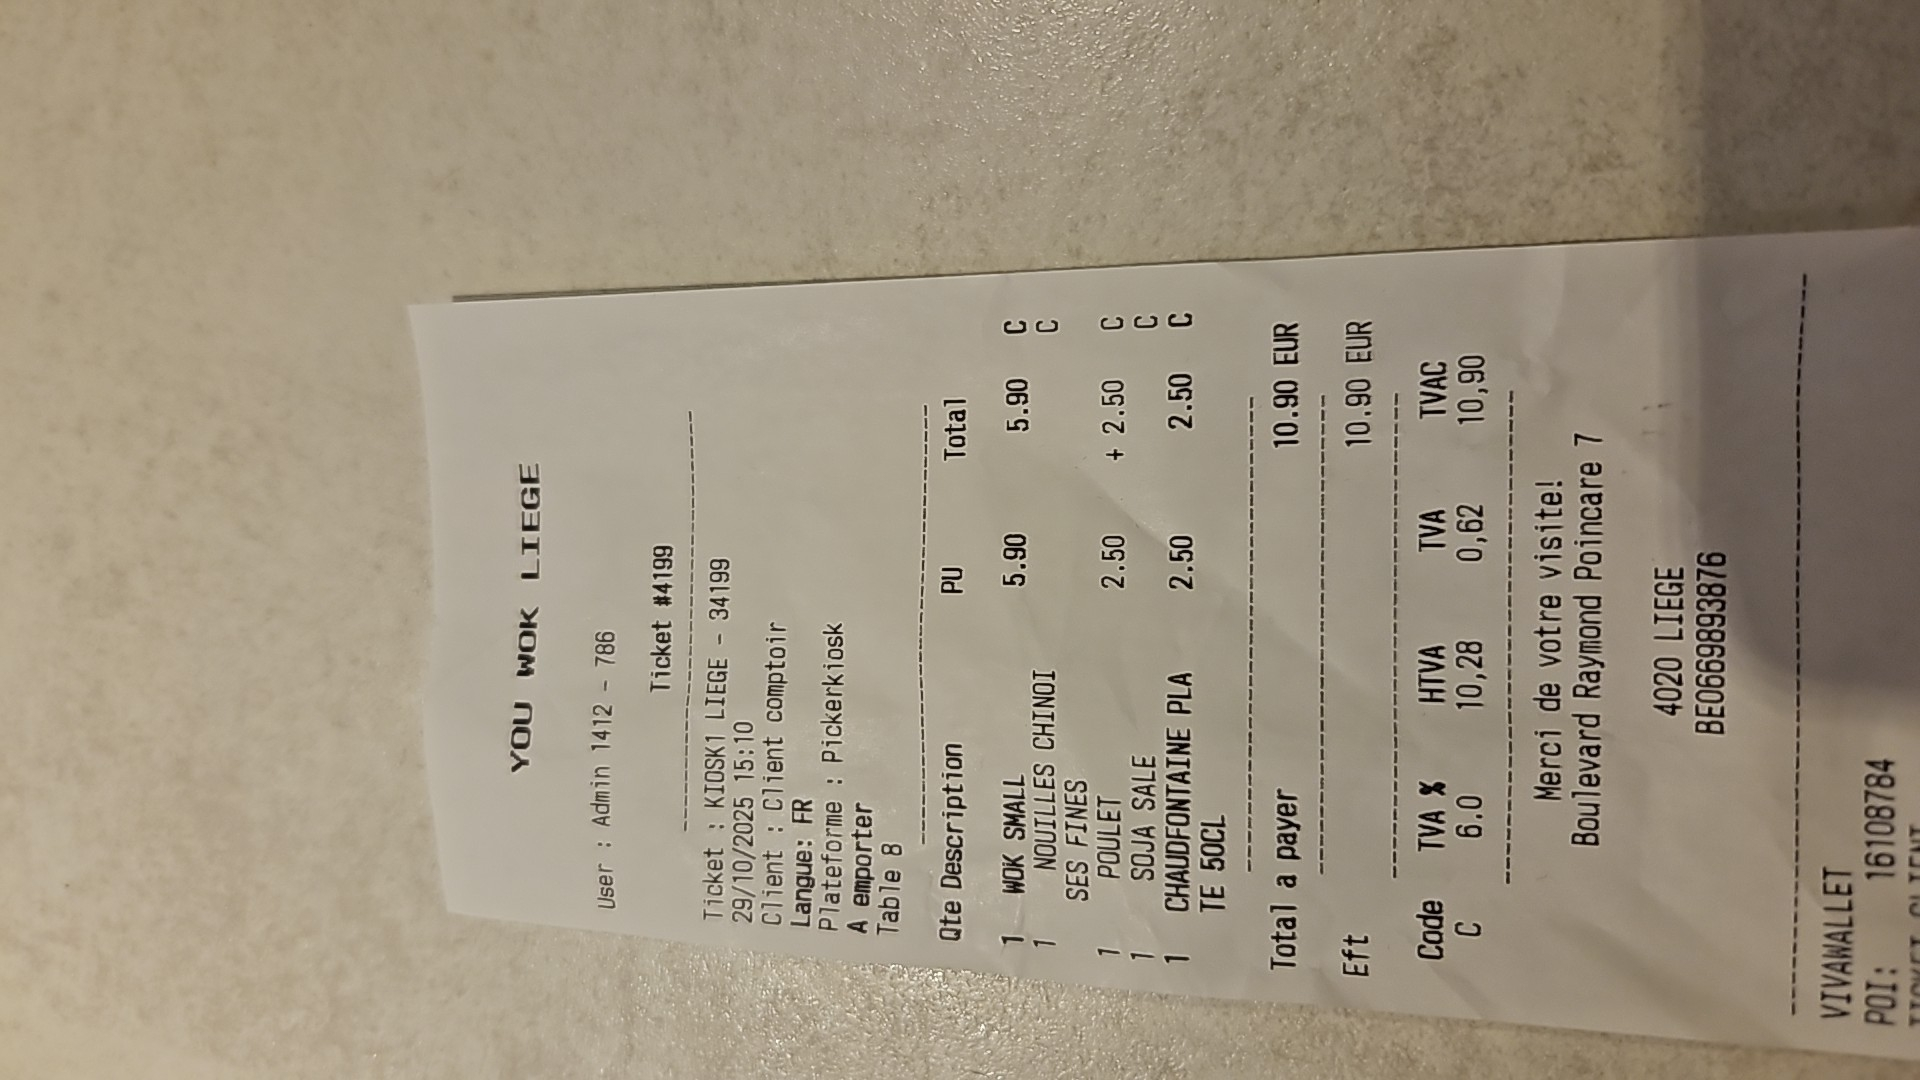 YOU WOK LIEGE
User : Admin 1412 - 786
Ticket #4199
Ticket : KIOSK1 LIEGE - 34199
29/10/2025 15:10
Client : Client comptoir
Langue: FR
Plateforme : Pickerkiosk
A emporter
Table 8
Qte Description PU Total
1 WOK SMALL 5.90 5.90 C
1 NOUILLES CHINOI C
SES FINES
1 POULET 2.50 + 2.50 C
1 SOJA SALE C
1 CHAUDFONTAINE PLA 2.50 2.50 C
TE 50CL
Total a payer 10.90 EUR
Eft 10.90 EUR
Code TVA % HTVA TVA TVAC
C 6.0 10,28 0,62 10,90
Merci de votre visite!
Boulevard Raymond Poincare 7
4020 LIEGE
BE0669893876
VIVAWALLET
POI: 16108784
TICKET CLIENT